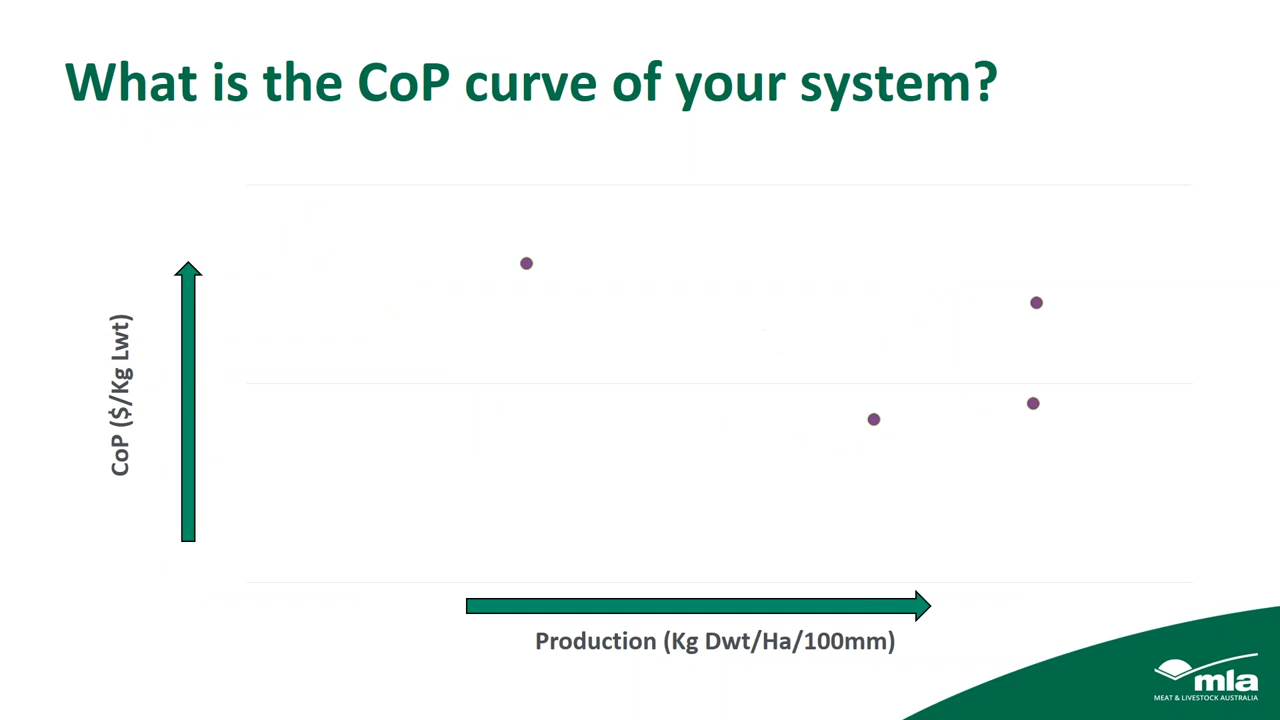 What is the CoP curve of your system?
CoP ($/Kg Lwt)
Production (Kg Dwt/Ha/100mm)
mla
MEAT & LIVESTOCK AUSTRALIA